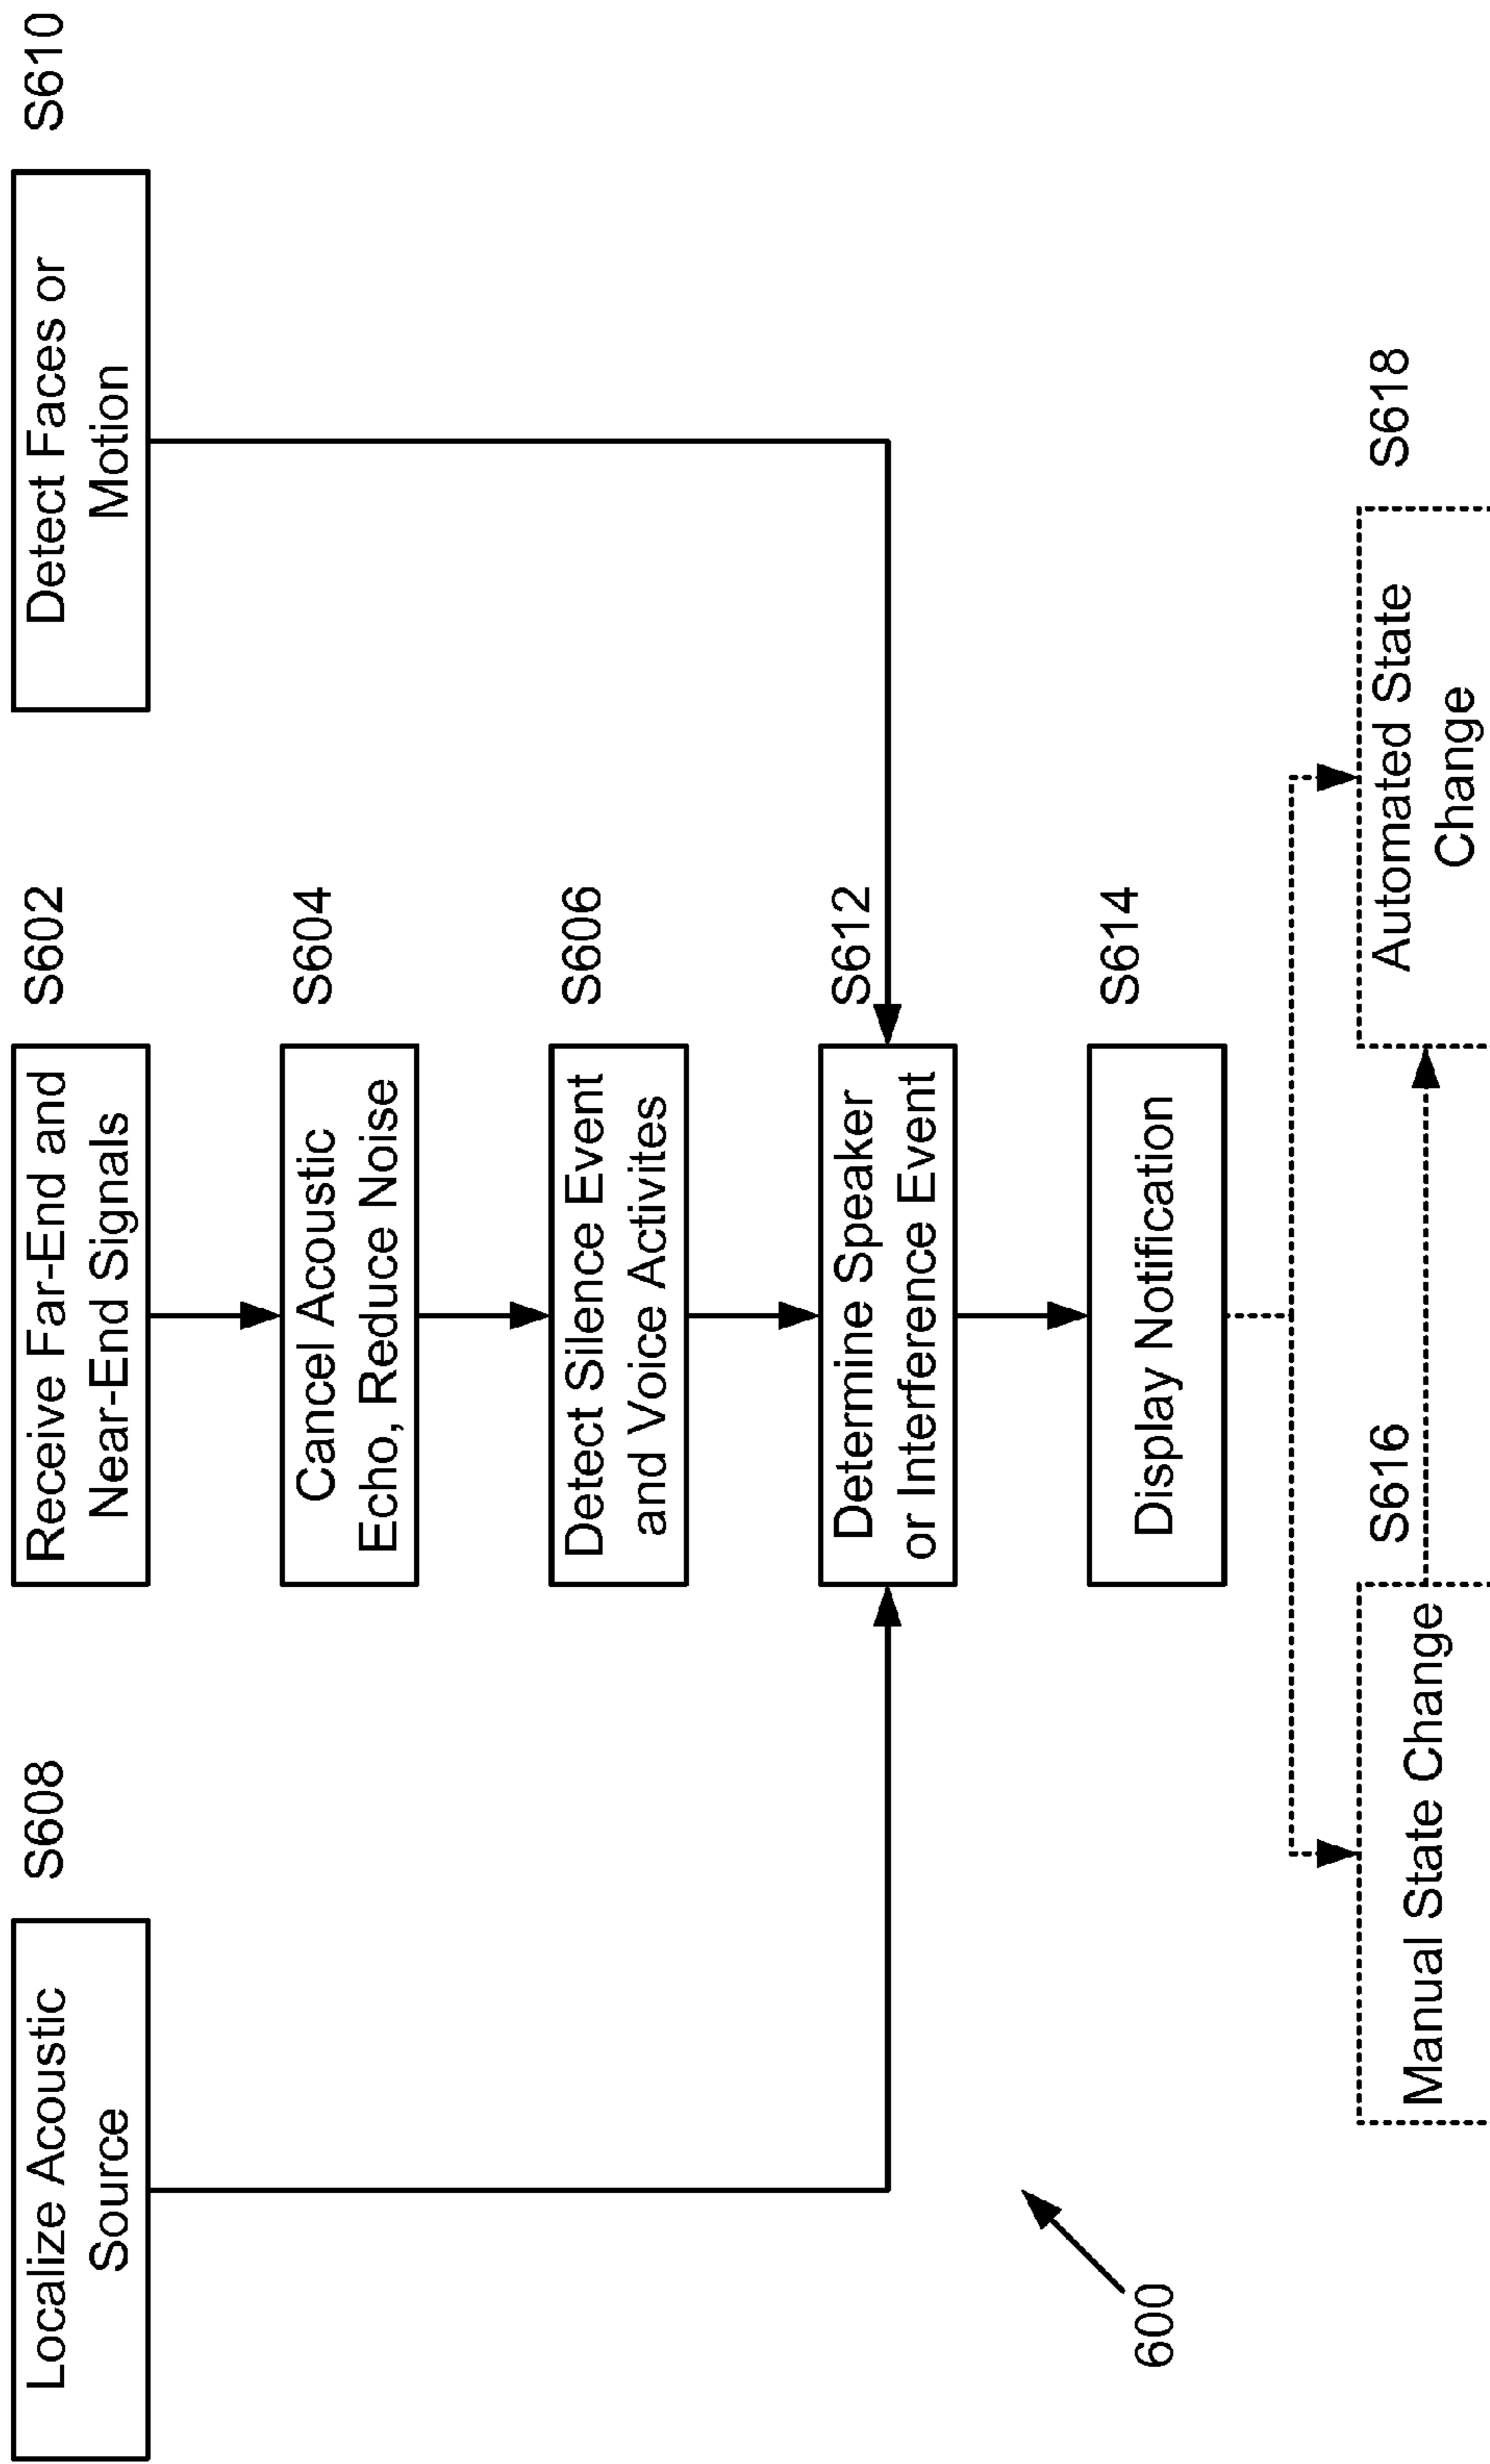 Localize Acoustic
Source
S608
Receive Far-End and
Near-End Signals
S602
Detect Faces or
Motion
S610
Cancel Acoustic
Echo, Reduce Noise
S604
Detect Silence Event
and Voice Activites
S606
Determine Speaker
or Interference Event
S612
Display Notification
S614
600
Manual State Change
S616
Automated State
Change
S618